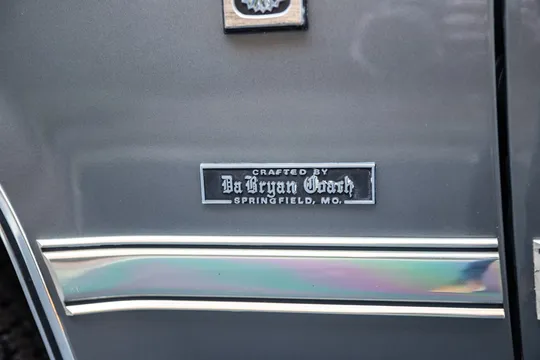 CRAFTED BY
Da Bryan Coach
SPRINGFIELD, MO.